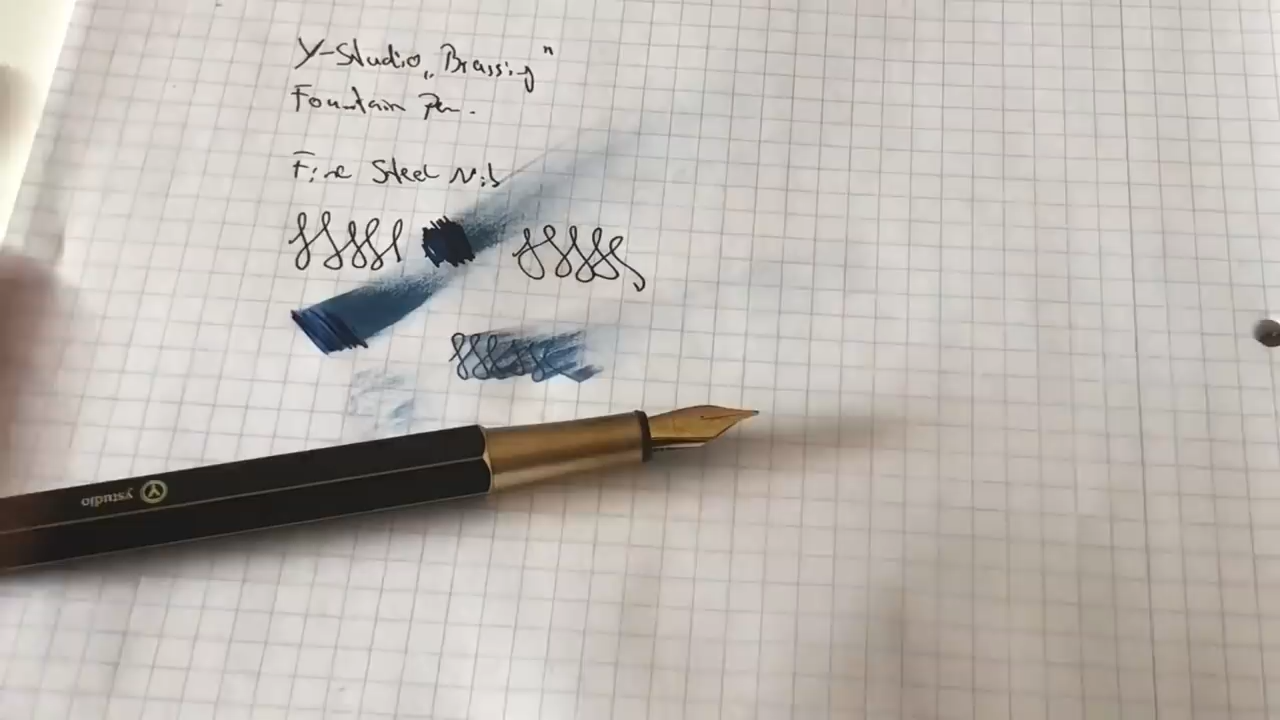 Y-Studio „Brassing"
Fountain Pen.
Fine Steel Nib
ystudio